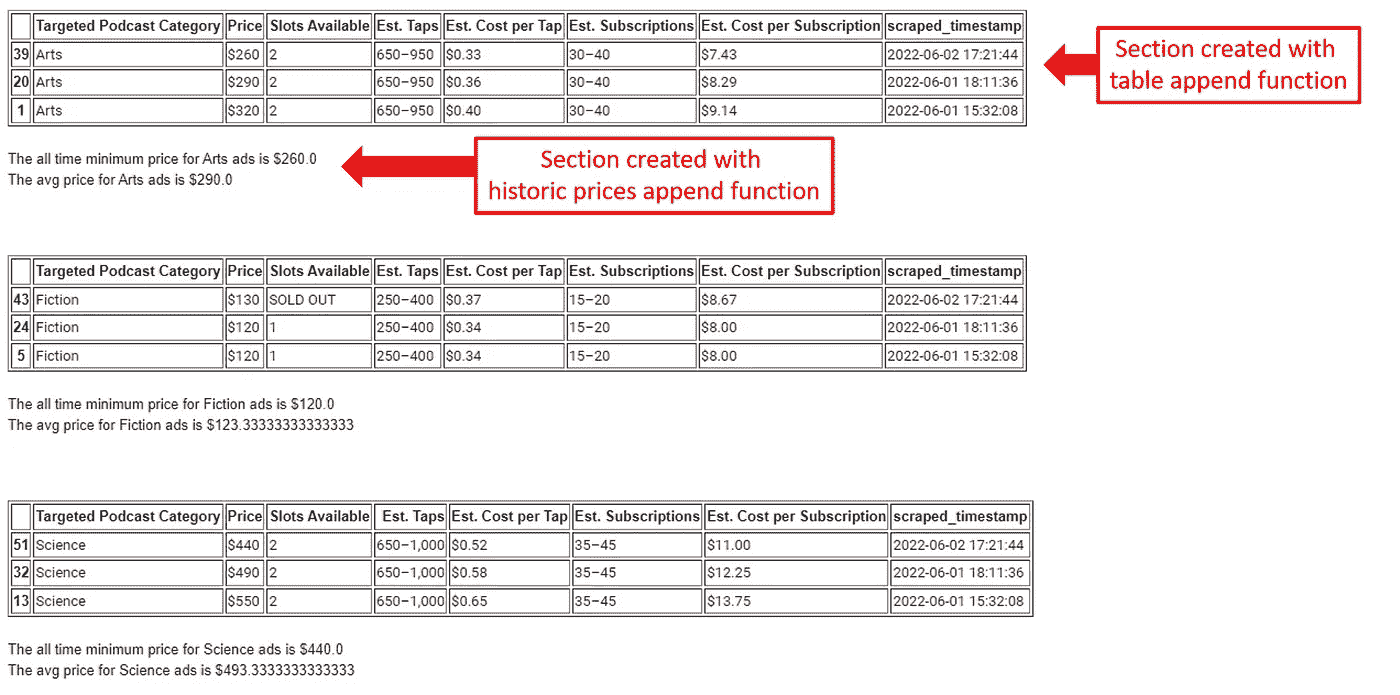 Targeted Podcast Category Price Slots Available Est. Taps Est. Cost per Tap Est. Subscriptions Est. Cost per Subscription scraped_timestamp
39 Arts $260 2 650–950 $0.33 30–40 $7.43 2022-06-02 17:21:44
20 Arts $290 2 650–950 $0.36 30–40 $8.29 2022-06-01 18:11:36
1 Arts $320 2 650–950 $0.40 30–40 $9.14 2022-06-01 15:32:08
Section created with
table append function
The all time minimum price for Arts ads is $260.0
The avg price for Arts ads is $290.0
Section created with
historic prices append function
Targeted Podcast Category Price Slots Available Est. Taps Est. Cost per Tap Est. Subscriptions Est. Cost per Subscription scraped_timestamp
43 Fiction $130 SOLD OUT 250–400 $0.37 15–20 $8.67 2022-06-02 17:21:44
24 Fiction $120 1 250–400 $0.34 15–20 $8.00 2022-06-01 18:11:36
5 Fiction $120 1 250–400 $0.34 15–20 $8.00 2022-06-01 15:32:08
The all time minimum price for Fiction ads is $120.0
The avg price for Fiction ads is $123.33333333333333
Targeted Podcast Category Price Slots Available Est. Taps Est. Cost per Tap Est. Subscriptions Est. Cost per Subscription scraped_timestamp
51 Science $440 2 650–1,000 $0.52 35–45 $11.00 2022-06-02 17:21:44
32 Science $490 2 650–1,000 $0.58 35–45 $12.25 2022-06-01 18:11:36
13 Science $550 2 650–1,000 $0.65 35–45 $13.75 2022-06-01 15:32:08
The all time minimum price for Science ads is $440.0
The avg price for Science ads is $493.3333333333333